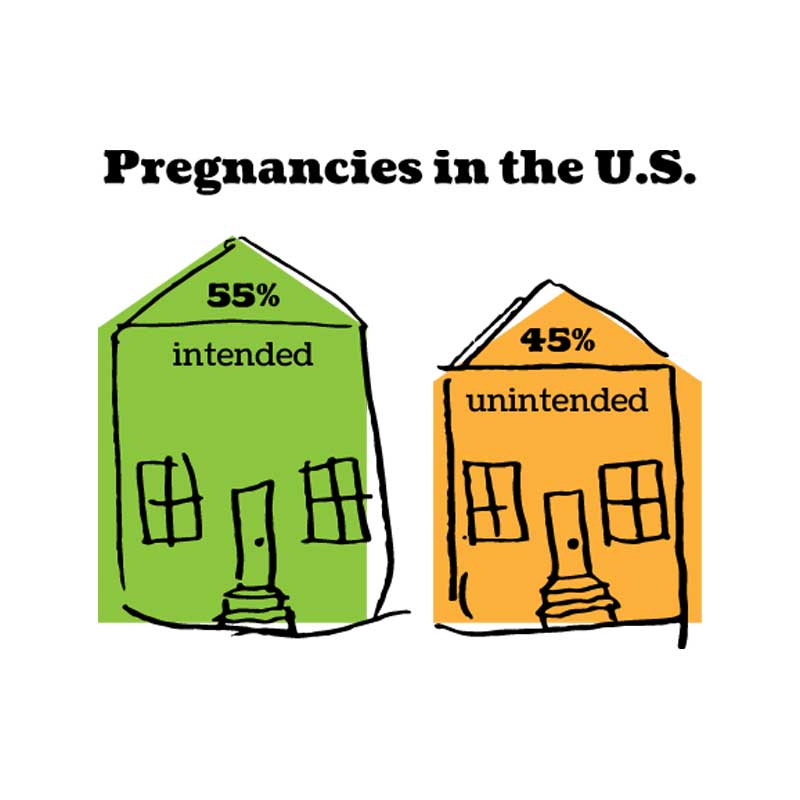 Pregnancies in the U.S.
55%
intended
45%
unintended